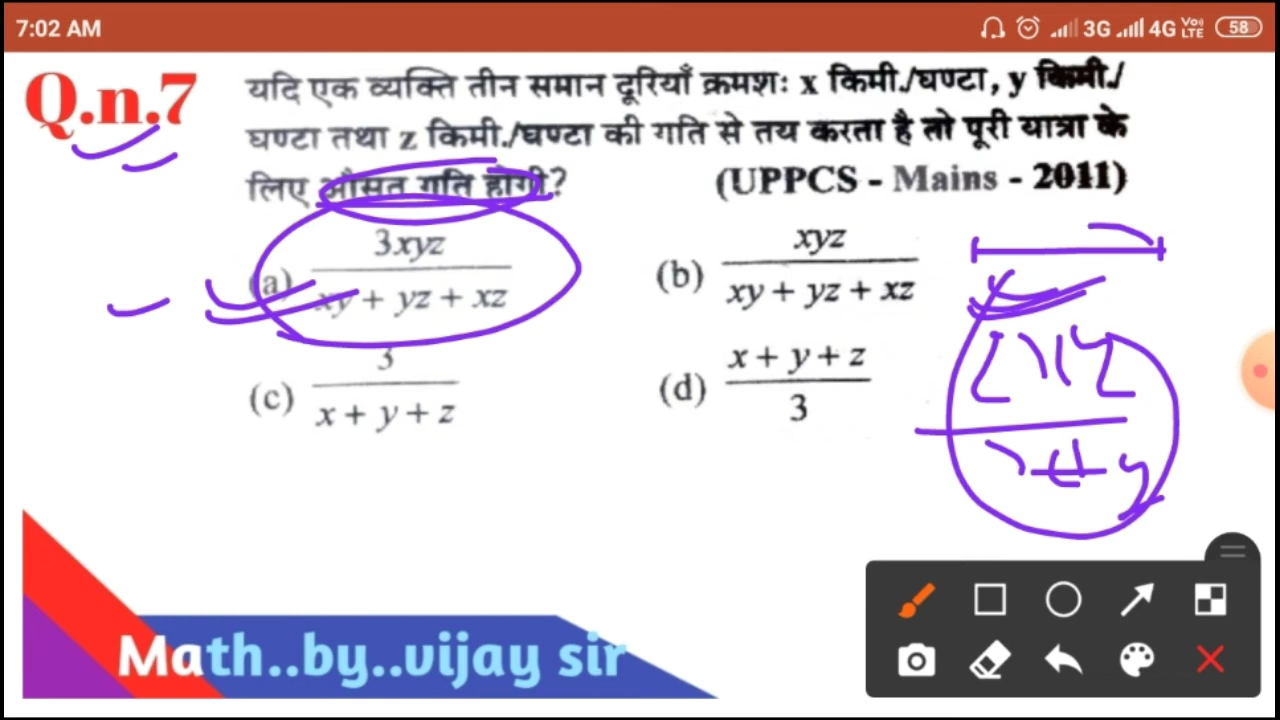 7:02 AM 3G 4G Vo) LTE 58
Q.n.7
यदि एक व्यक्ति तीन समान दूरियाँ क्रमशः x किमी./घण्टा, y किमी./
घण्टा तथा z किमी./घण्टा की गति से तय करता है तो पूरी यात्रा के
लिए औसत गति होगी?
(UPPCS - Mains - 2011)
(a) 3xyz / xy + yz + xz
(b) xyz / xy + yz + xz
(c) 3 / x + y + z
(d) x + y + z / 3
Math..by..vijay sir